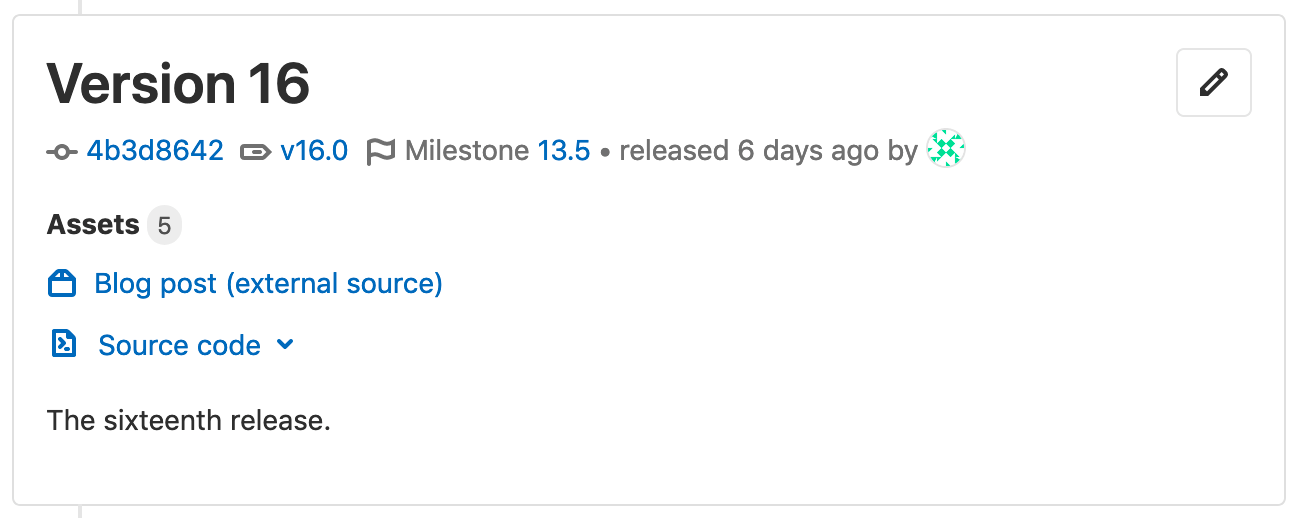 Version 16
4b3d8642 v16.0 Milestone 13.5 • released 6 days ago by
Assets 5
Blog post (external source)
Source code
The sixteenth release.